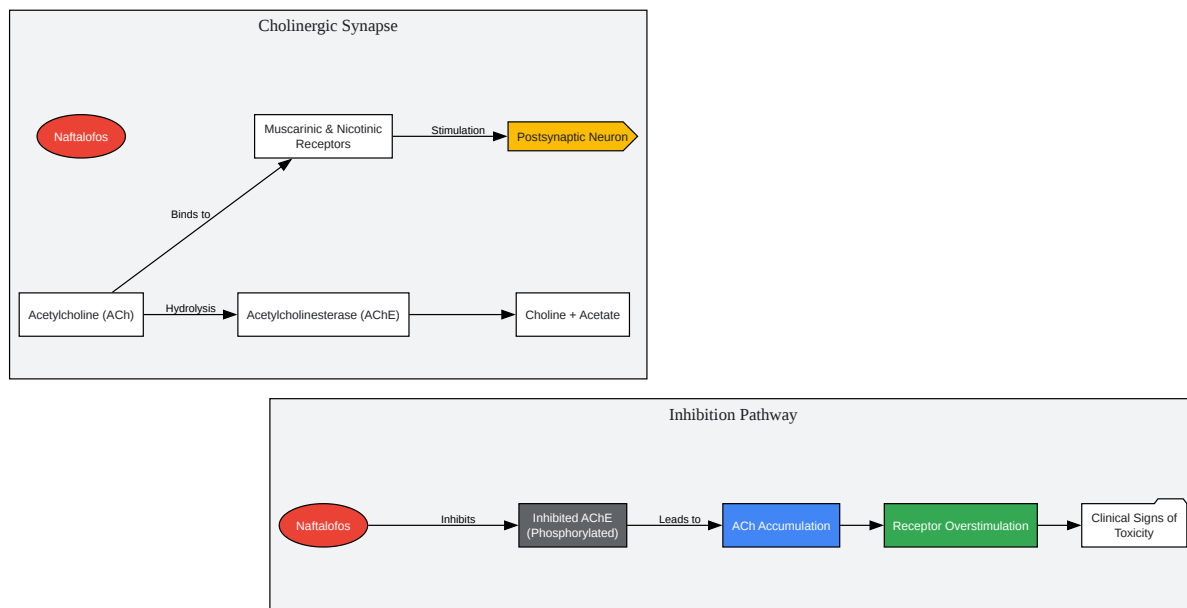 Cholinergic Synapse
Naftalofos
Muscarinic & Nicotinic
Receptors
Stimulation
Postsynaptic Neuron
Binds to
Acetylcholine (ACh)
Hydrolysis
Acetylcholinesterase (AChE)
Choline + Acetate
Inhibition Pathway
Naftalofos
Inhibits
Inhibited AChE
(Phosphorylated)
Leads to
ACh Accumulation
Receptor Overstimulation
Clinical Signs of
Toxicity